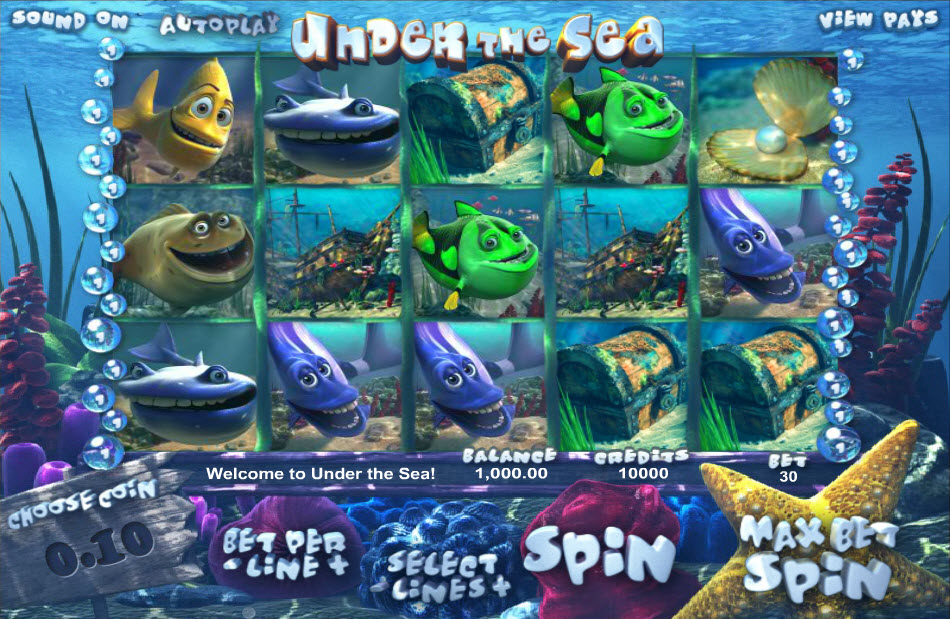 SOUND ON
AUTOPLAY
UNDER THE SEA
VIEW PAYS
Welcome to Under the Sea!
BALANCE
1,000.00
CREDITS
10000
BET
30
CHOOSE COIN
0.10
BET PER
- LINE +
SELECT
- LINES +
SPIN
MAX BET
SPIN